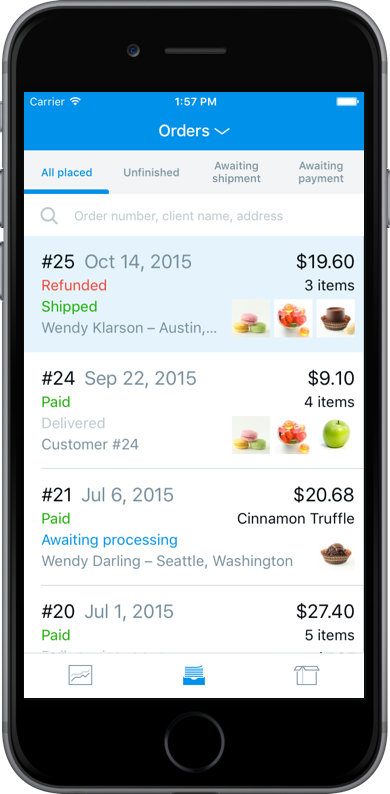 Carrier 1:57 PM
Orders
All placed Unfinished Awaiting shipment Awaiting payment
Order number, client name, address
#25 Oct 14, 2015 $19.60
Refunded 3 items
Shipped
Wendy Klarson – Austin,...
#24 Sep 22, 2015 $9.10
Paid 4 items
Delivered
Customer #24
#21 Jul 6, 2015 $20.68
Paid Cinnamon Truffle
Awaiting processing
Wendy Darling – Seattle, Washington
#20 Jul 1, 2015 $27.40
Paid 5 items